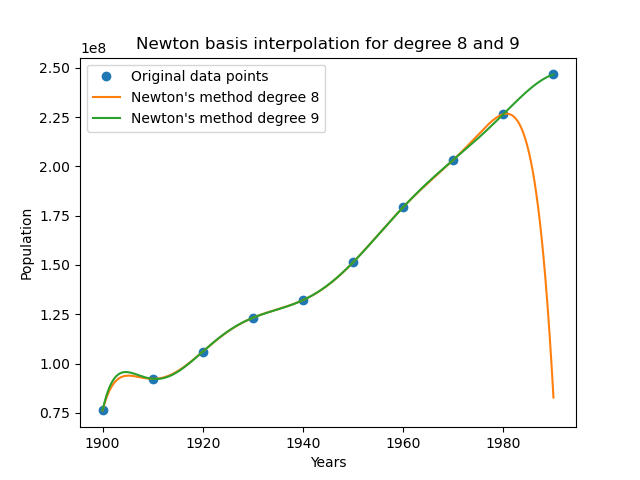 Newton basis interpolation for degree 8 and 9
1e8
Original data points
Newton's method degree 8
Newton's method degree 9
2.50
2.25
2.00
1.75
1.50
1.25
1.00
0.75
Population
1900
1920
1940
1960
1980
Years